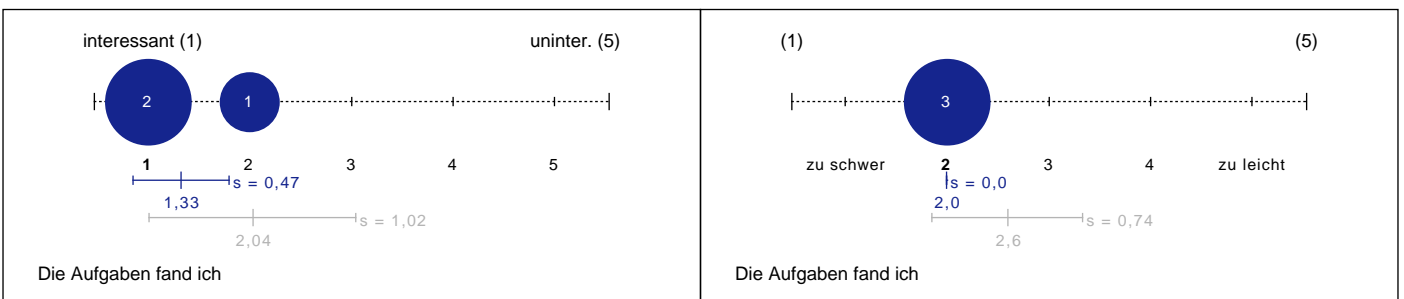 interessant (1) uninter. (5)
2 1
1 2 3 4 5
s = 0,47
1,33
s = 1,02
2,04
Die Aufgaben fand ich
(1) (5)
3
zu schwer 2 3 4 zu leicht
s = 0,0
2,0
s = 0,74
2,6
Die Aufgaben fand ich